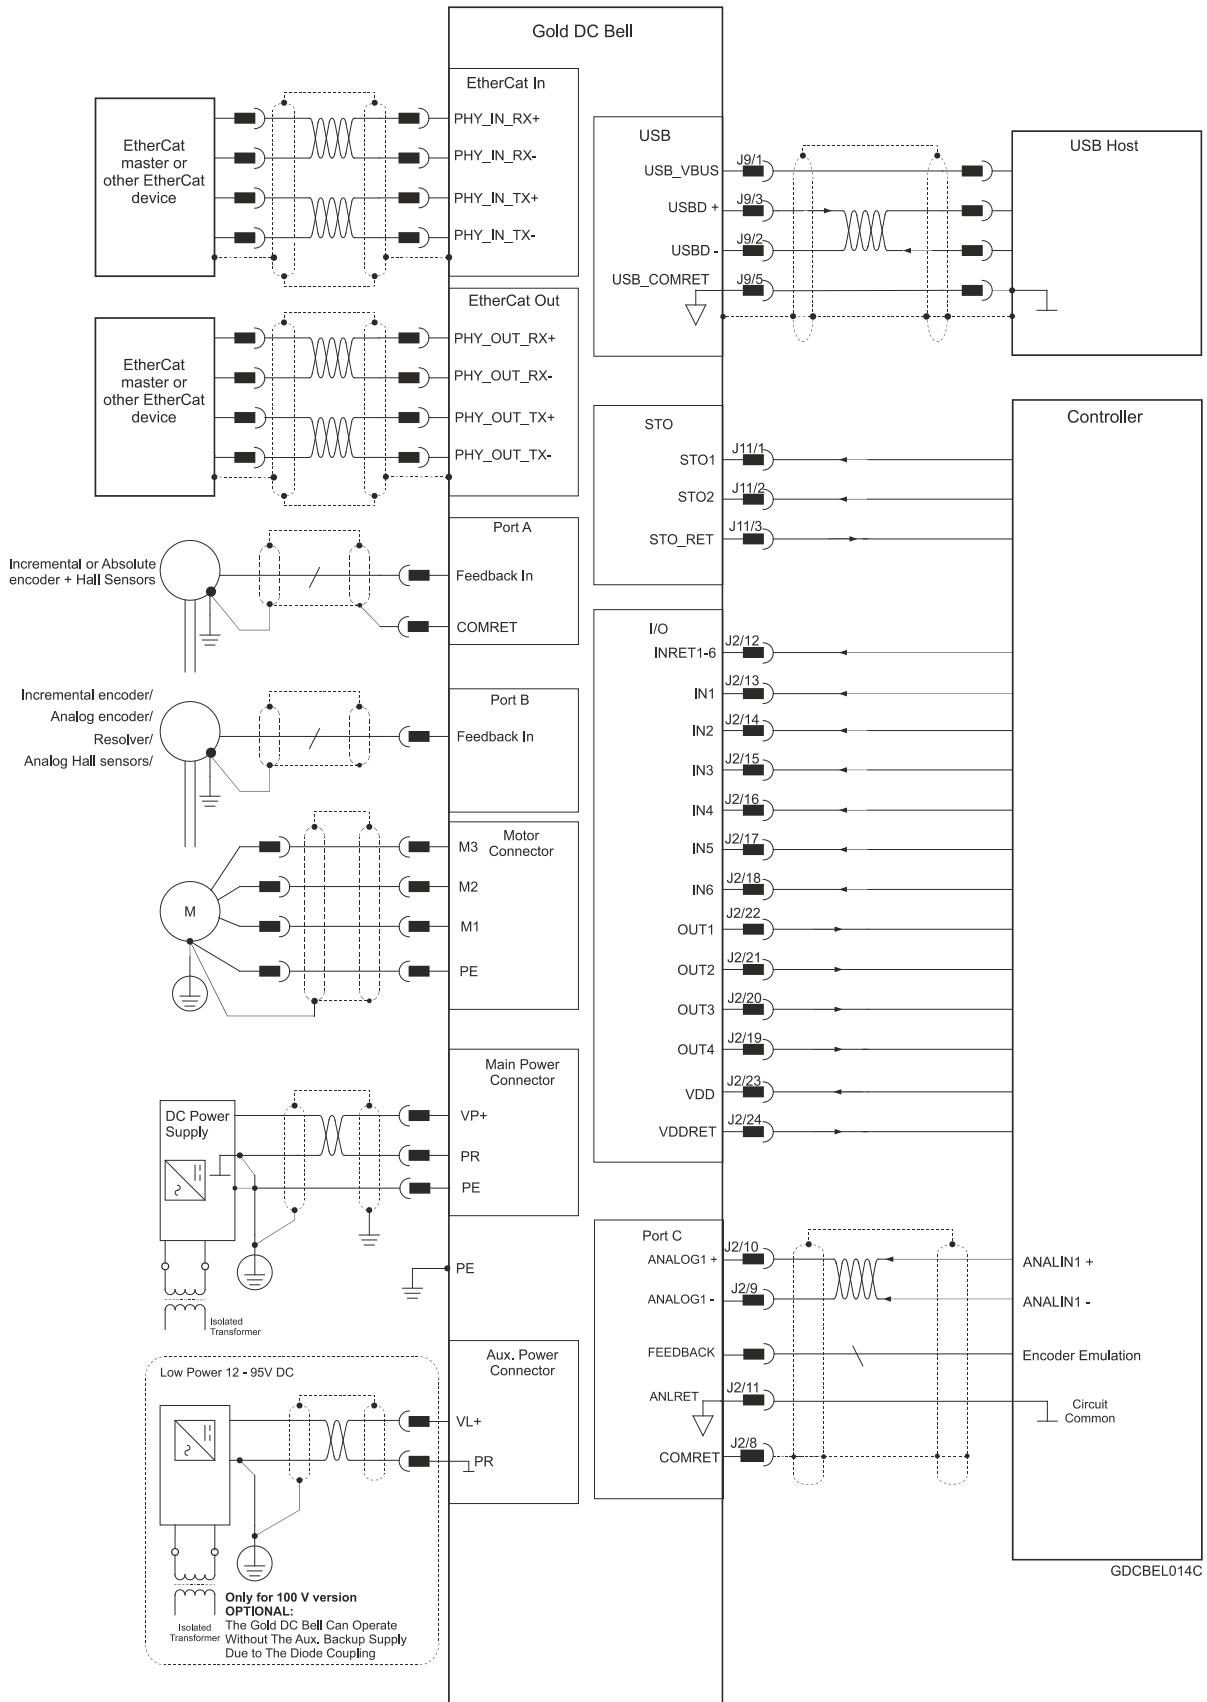 Gold DC Bell
EtherCat In
PHY_IN_RX+
PHY_IN_RX-
PHY_IN_TX+
PHY_IN_TX-
EtherCat
master or
other EtherCat
device
EtherCat Out
PHY_OUT_RX+
PHY_OUT_RX-
PHY_OUT_TX+
PHY_OUT_TX-
EtherCat
master or
other EtherCat
device
Port A
Incremental or Absolute
encoder + Hall Sensors
Feedback In
COMRET
Port B
Incremental encoder/
Analog encoder/
Resolver/
Analog Hall sensors/
Feedback In
Motor
Connector
M3
M2
M1
PE
M
Main Power
Connector
DC Power
Supply
VP+
PR
PE
PE
Isolated
Transformer
Aux. Power
Connector
Low Power 12 - 95V DC
VL+
PR
Isolated
Transformer
Only for 100 V version
OPTIONAL:
The Gold DC Bell Can Operate
Without The Aux. Backup Supply
Due to The Diode Coupling
USB
USB_VBUS J9/1
USBD + J9/3
USBD - J9/2
USB_COMRET J9/5
USB Host
STO
STO1 J11/1
STO2 J11/2
STO_RET J11/3
Controller
I/O
INRET1-6 J2/12
IN1 J2/13
IN2 J2/14
IN3 J2/15
IN4 J2/16
IN5 J2/17
IN6 J2/18
OUT1 J2/22
OUT2 J2/21
OUT3 J2/20
OUT4 J2/19
VDD J2/23
VDDRET J2/24
Port C
ANALOG1 + J2/10 ANALIN1 +
ANALOG1 - J2/9 ANALIN1 -
FEEDBACK Encoder Emulation
ANLRET J2/11 Circuit
Common
COMRET J2/8
GDCBEL014C